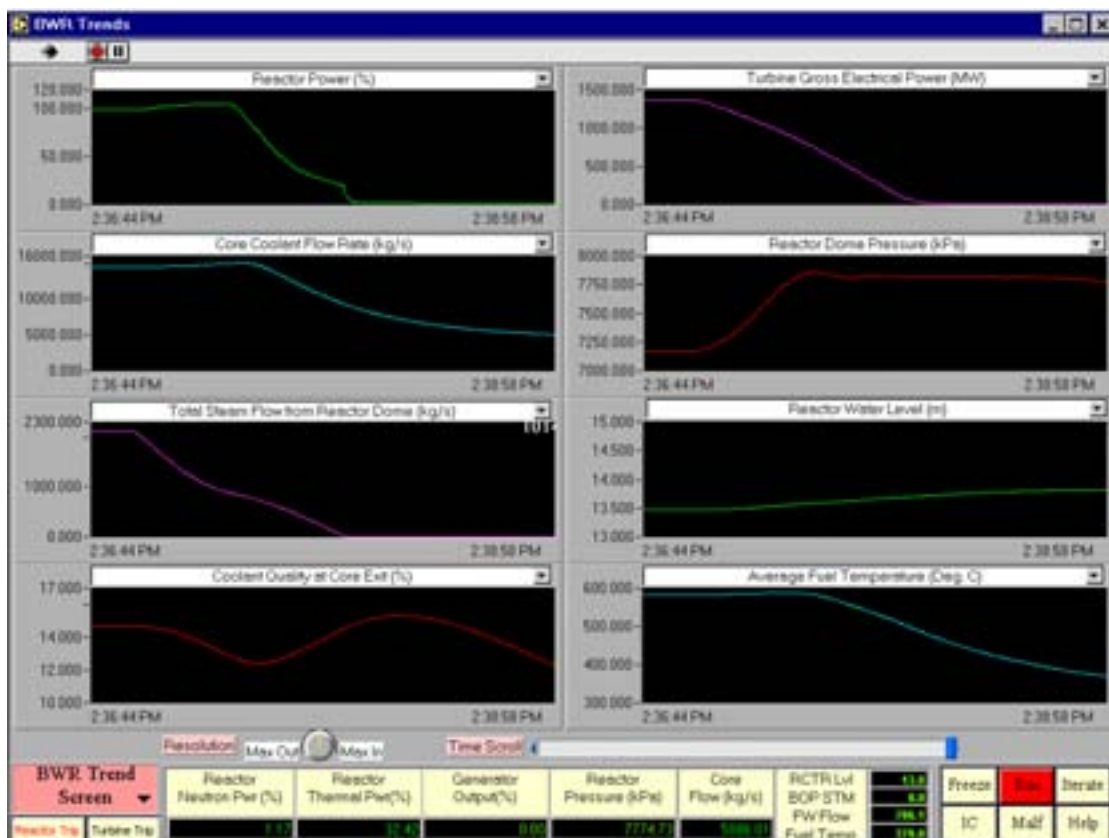 BWR Trends
Reactor Power (%)
Turbine Gross Electrical Power (MW)
120.000
100.000
50.000
0.000
2:36:44 PM
2:38:58 PM
1500.000
1000.000
500.000
0.000
2:36:44 PM
2:38:58 PM
Core Coolant Flow Rate (kg/s)
Reactor Dome Pressure (kPa)
16000.000
10000.000
5000.000
0.000
2:36:44 PM
2:38:58 PM
8000.000
7750.000
7500.000
7250.000
7000.000
2:36:44 PM
2:38:58 PM
Total Steam Flow from Reactor Dome (kg/s)
Reactor Water Level (m)
2300.000
1000.000
0.000
2:36:44 PM
2:38:58 PM
15.000
14.500
14.000
13.500
13.000
2:36:44 PM
2:38:58 PM
Coolant Quality at Core Exit (%)
Average Fuel Temperature (Deg. C)
17.000
14.000
12.000
10.000
2:36:44 PM
2:38:58 PM
600.000
500.000
400.000
300.000
2:36:44 PM
2:38:58 PM
Resolution
Max Out
Max In
Time Scroll
BWR Trend
Screen
Reactor
Neutron Pwr (%)
Reactor
Thermal Pwr(%)
Generator
Output(%)
Reactor
Pressure (kPa)
Core
Flow (kg/s)
RCTR Lvl
BOP STM
FW Flow
Fuel Temp
Freeze
Run
Iterate
IC
Malf
Help
Reactor Trip
Turbine Trip
1.17
32.42
0.00
7774.73